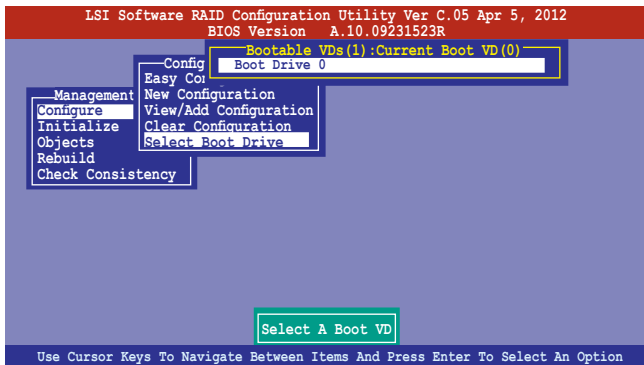 LSI Software RAID Configuration Utility Ver C.05 Apr 5, 2012
BIOS Version A.10.09231523R
Bootable VDs(1):Current Boot VD(0)
Boot Drive 0
Config
Easy
New Configuration
View/Add Configuration
Clear Configuration
Select Boot Drive
Management
Configure
Initialize
Objects
Rebuild
Check Consistency
Select A Boot VD
Use Cursor Keys To Navigate Between Items And Press Enter To Select An Option